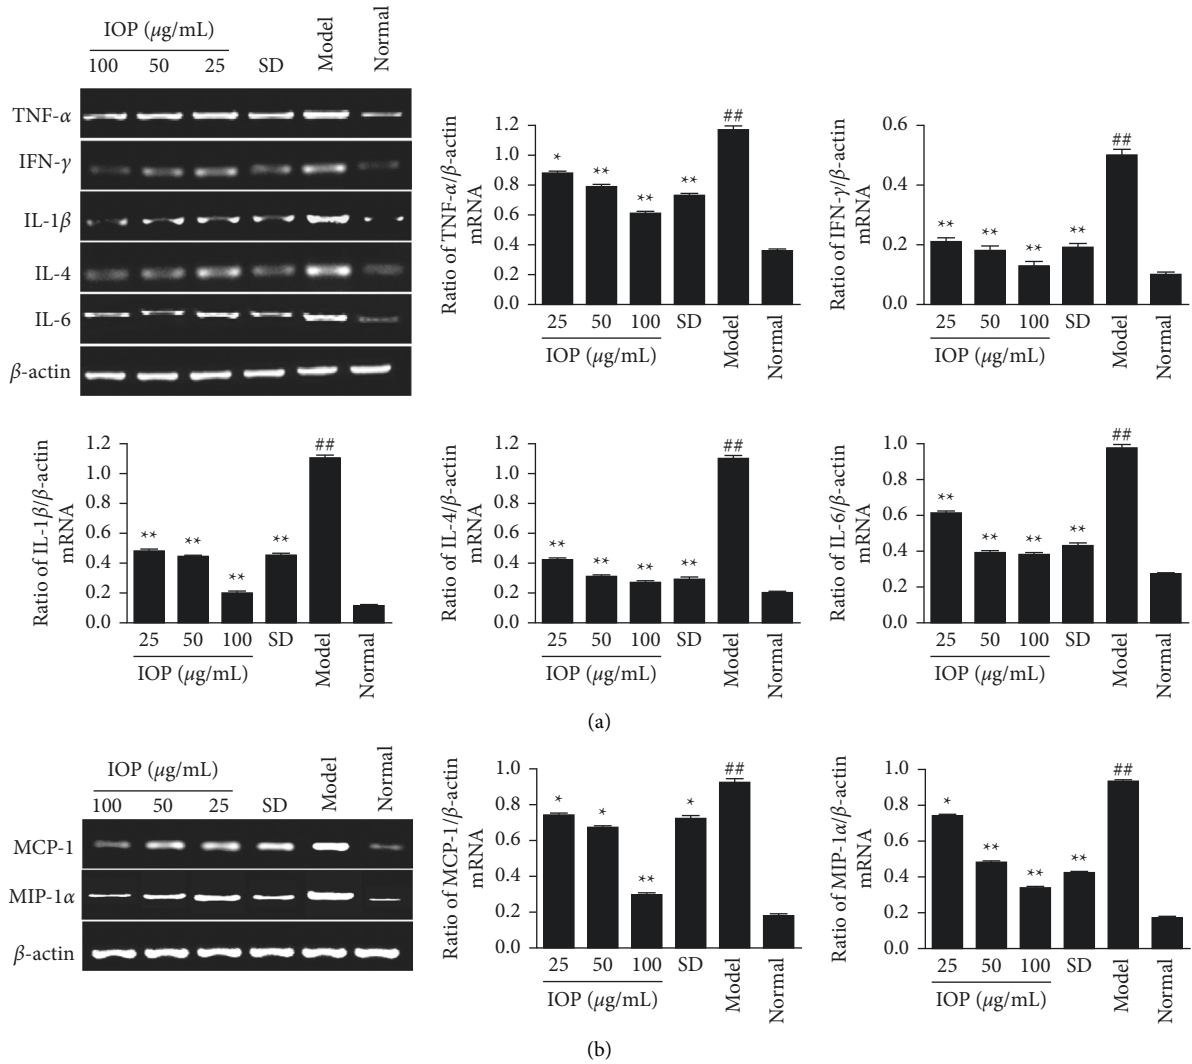 IOP (μg/mL)
100 50 25 SD Model Normal
TNF-α
IFN-γ
IL-1β
IL-4
IL-6
β-actin
Ratio of TNF-α/β-actin
mRNA
1.2
1.0
0.8
0.6
0.4
0.2
0.0
* ** ** ** ##
25 50 100 SD Model Normal
IOP (μg/mL)
Ratio of IFN-γ/β-actin
mRNA
0.6
0.4
0.2
0.0
** ** ** ** ##
25 50 100 SD Model Normal
IOP (μg/mL)
Ratio of IL-1β/β-actin
mRNA
1.2
1.0
0.8
0.6
0.4
0.2
0.0
** ** ** ** ##
25 50 100 SD Model Normal
IOP (μg/mL)
Ratio of IL-4/β-actin
mRNA
1.2
1.0
0.8
0.6
0.4
0.2
0.0
** ** ** ** ##
25 50 100 SD Model Normal
IOP (μg/mL)
Ratio of IL-6/β-actin
mRNA
1.0
0.8
0.6
0.4
0.2
0.0
** ** ** ** ##
25 50 100 SD Model Normal
IOP (μg/mL)
(a)
IOP (μg/mL)
100 50 25 SD Model Normal
MCP-1
MIP-1α
β-actin
Ratio of MCP-1/β-actin
mRNA
1.0
0.8
0.6
0.4
0.2
0.0
* * ** * ##
25 50 100 SD Model Normal
IOP (μg/mL)
Ratio of MIP-1α/β-actin
mRNA
1.0
0.8
0.6
0.4
0.2
0.0
* ** ** ** ##
25 50 100 SD Model Normal
IOP (μg/mL)
(b)